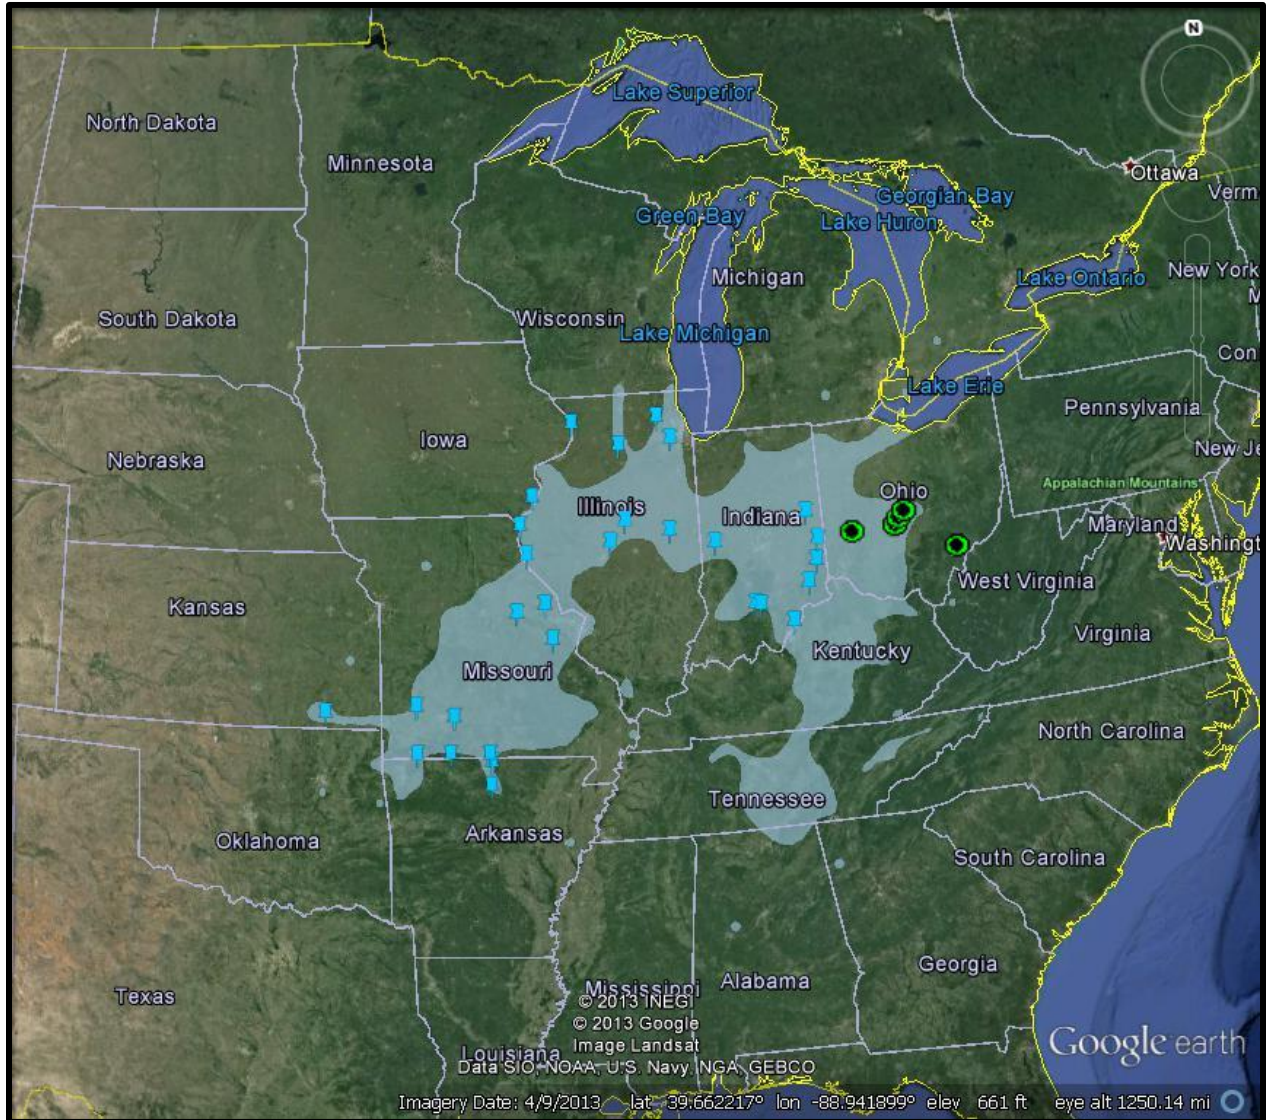 N
Lake Superior
North Dakota
Minnesota
Ottawa
Georgian Bay
Verm
Green Bay
Lake Huron
Michigan
Lake Ontario
New York
M
South Dakota
Wisconsin
Lake Michigan
Con
Lake Erie
Pennsylvania
Iowa
New Je
Nebraska
Appalachian Mountains
Ohio
Illinois
Indiana
Maryland
Washingt
West Virginia
Kansas
Virginia
Kentucky
Missouri
North Carolina
Tennessee
Arkansas
Oklahoma
South Carolina
Georgia
Alabama
Mississippi
Texas
© 2013 INEGI
© 2013 Google
Image Landsat
Louisiana
Data SIO, NOAA, U.S. Navy, NGA, GEBCO
Google earth
Imagery Date: 4/9/2013 lat 39.662217° lon -88.941899° elev 661 ft eye alt 1250.14 mi